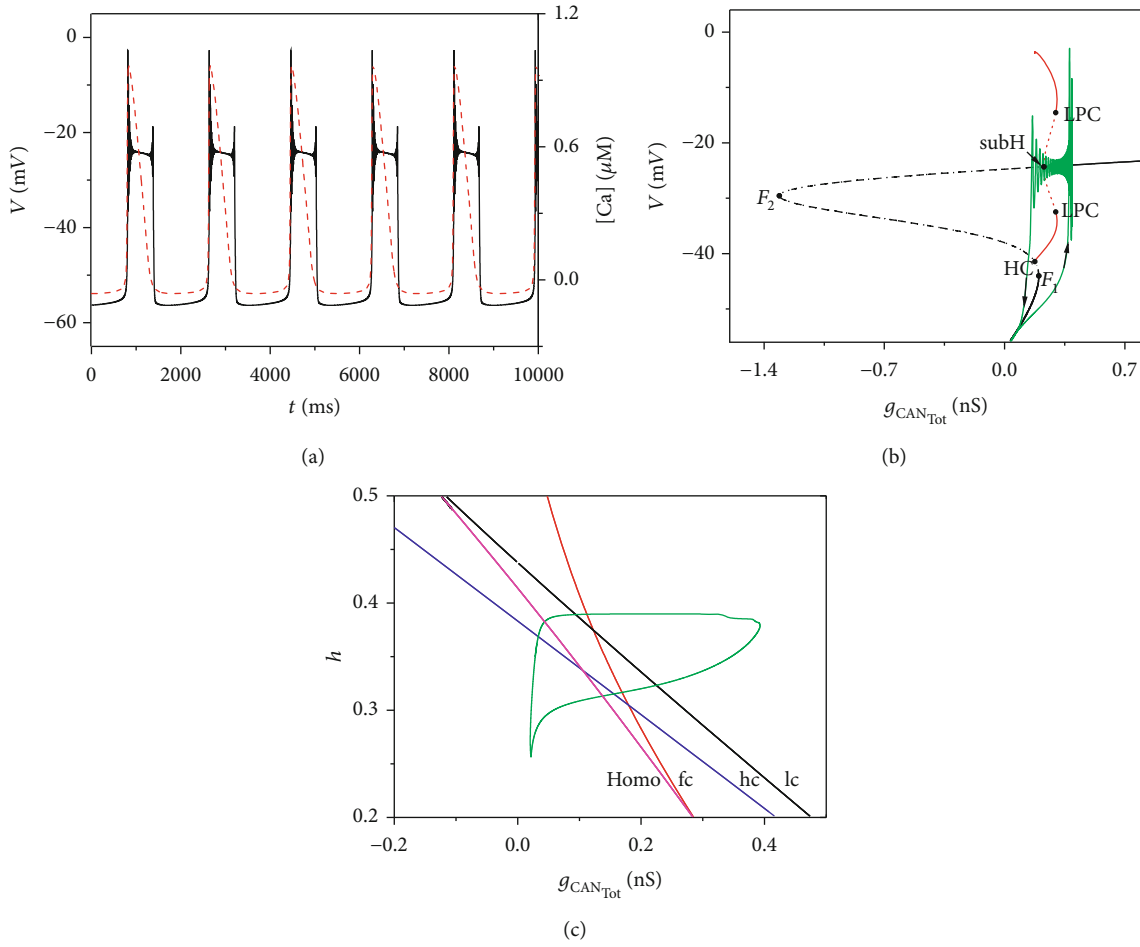 1.2
0
0.6
−20
V (mV)
[Ca] (μM)
−40
0.0
−60
0 2000 4000 6000 8000 10000
t (ms)
(a)
0
LPC
subH
−20
V (mV)
F2
LPC
−40
HC
F1
−1.4 −0.7 0.0 0.7
gCANTot (nS)
(b)
0.5
0.4
h
0.3
Homo fc hc lc
0.2
−0.2 0.0 0.2 0.4
gCANTot (nS)
(c)